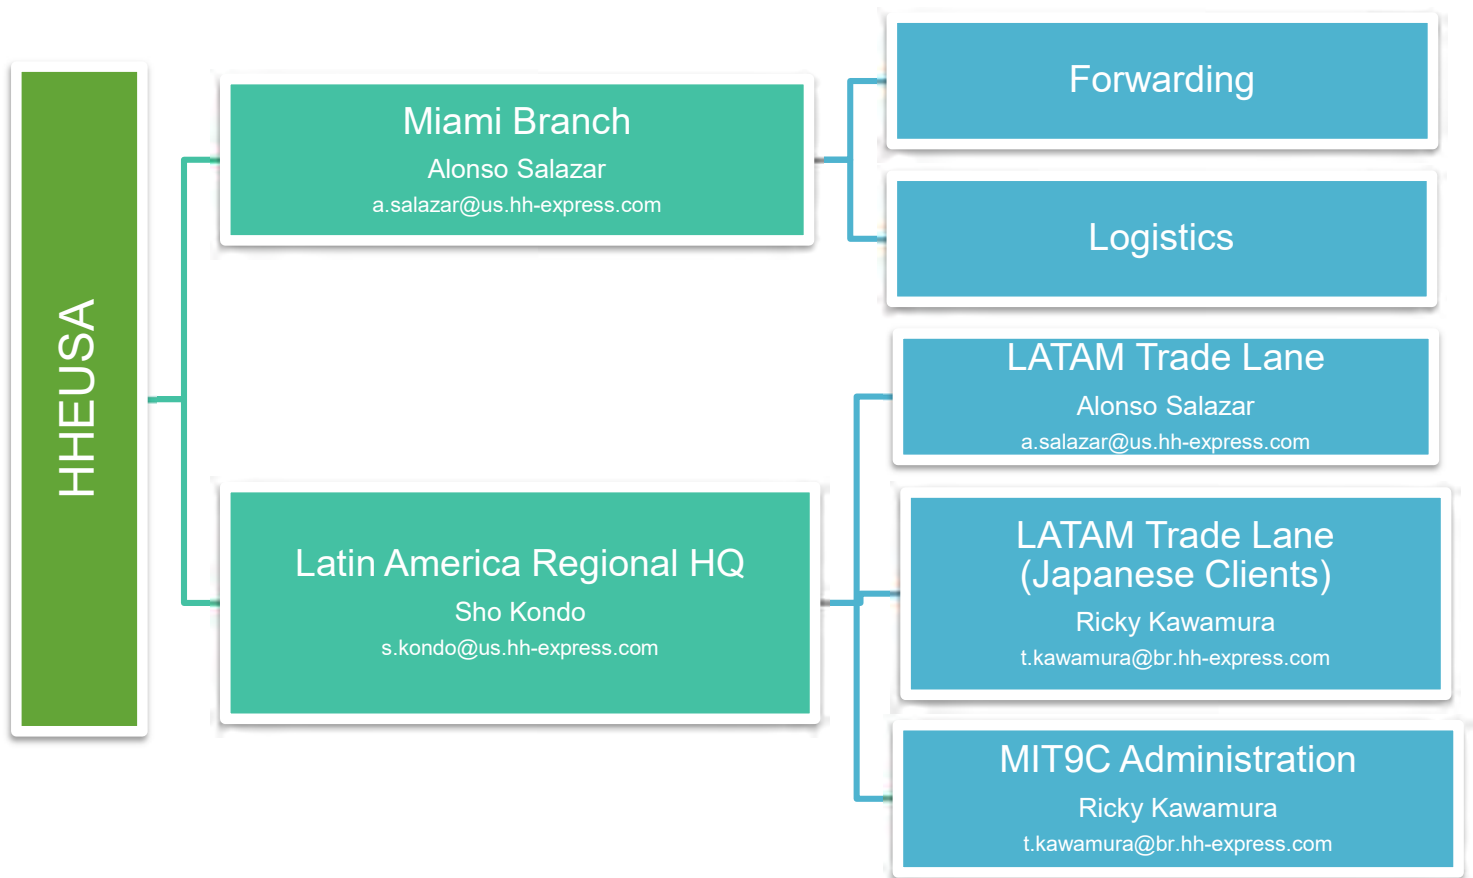 HHEUSA
Miami Branch
Alonso Salazar
a.salazar@us.hh-express.com
Forwarding
Logistics
Latin America Regional HQ
Sho Kondo
s.kondo@us.hh-express.com
LATAM Trade Lane
Alonso Salazar
a.salazar@us.hh-express.com
LATAM Trade Lane
(Japanese Clients)
Ricky Kawamura
t.kawamura@br.hh-express.com
MIT9C Administration
Ricky Kawamura
t.kawamura@br.hh-express.com